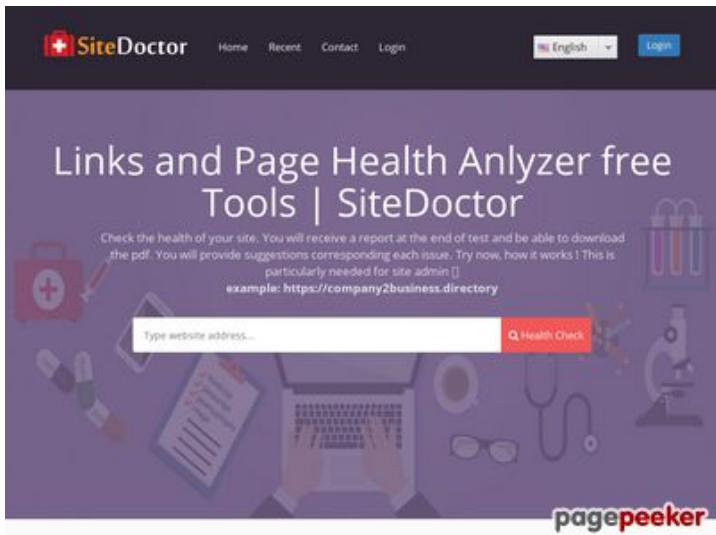 SiteDoctor
Home Recent Contact Login
English
Login
Links and Page Health Anlyzer free
Tools | SiteDoctor
Check the health of your site. You will receive a report at the end of test and be able to download
the pdf. You will provide suggestions corresponding each issue. Try now, how it works ! This is
particularly needed for site admin []
example: https://company2business.directory
Type website address...
Health Check
pagepeeker